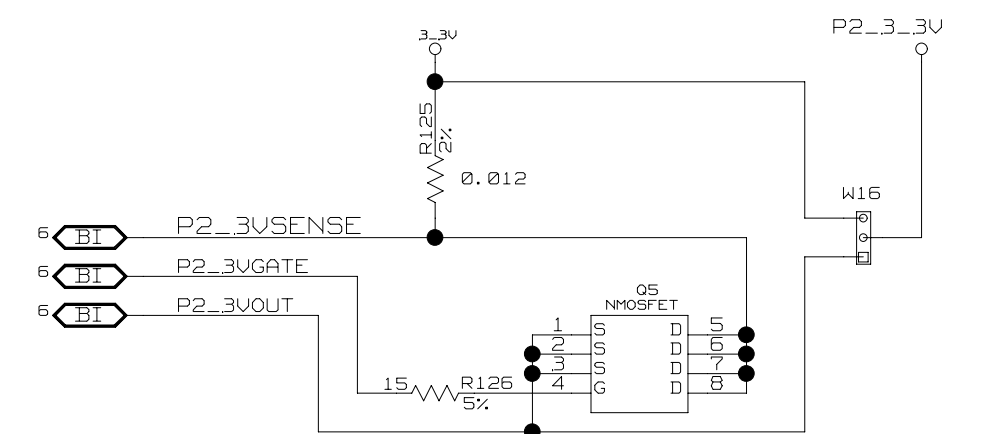 P2_3_3V
3_3V
R125
2%
0.012
W16
6 BI P2_3VSENSE
6 BI P2_3VGATE
6 BI P2_3VOUT
Q5
NMOSFET
1 S D 5
2 S D 6
3 S D 7
4 G D 8
15 R126
5%